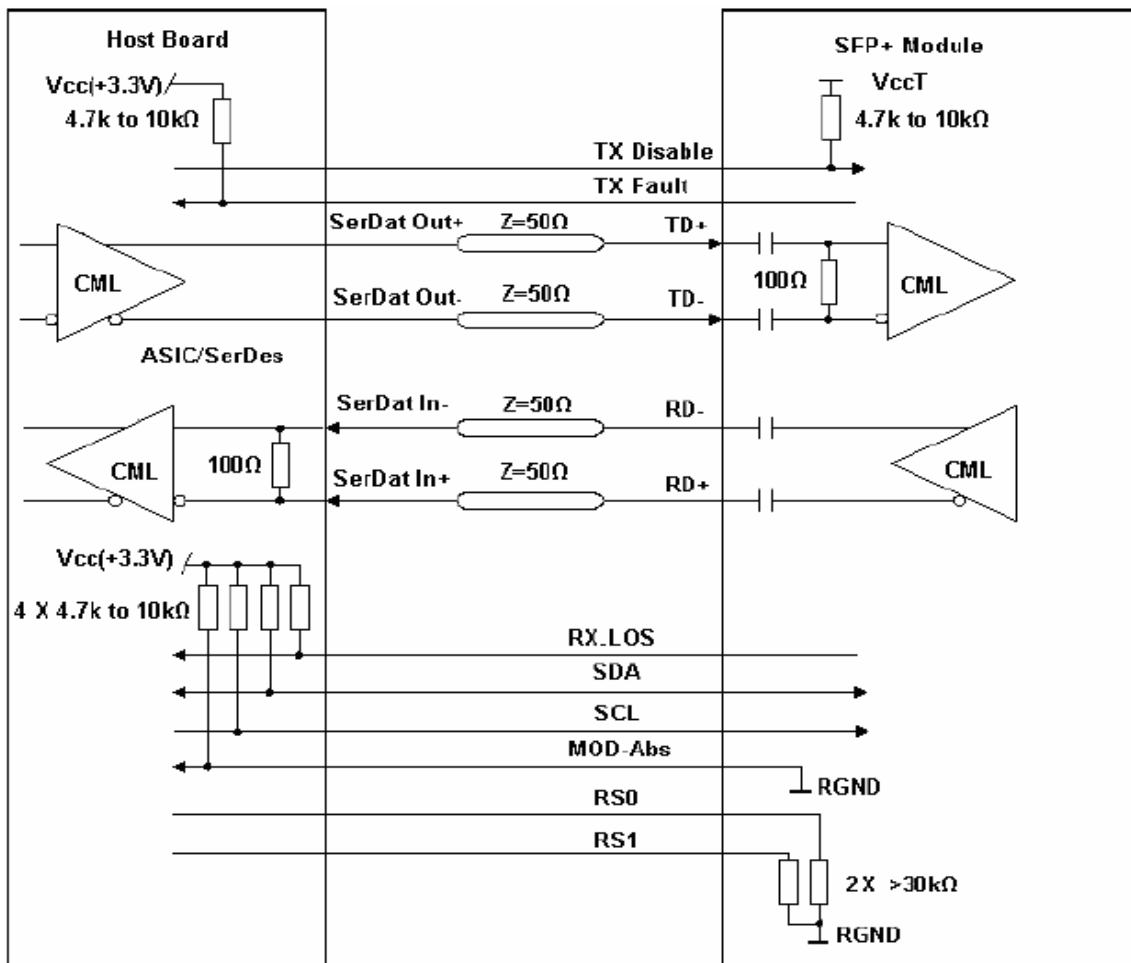 Host Board
SFP+ Module
Vcc(+3.3V)
4.7k to 10kΩ
VccT
4.7k to 10kΩ
TX Disable
TX Fault
SerDat Out+
Z=50Ω
TD+
CML
100Ω
CML
SerDat Out-
Z=50Ω
TD-
ASIC/SerDes
SerDat In-
Z=50Ω
RD-
CML
100Ω
CML
SerDat In+
Z=50Ω
RD+
Vcc(+3.3V)
4 X 4.7k to 10kΩ
RX_LOS
SDA
SCL
MOD-Abs
RGND
RS0
RS1
2X >30kΩ
RGND